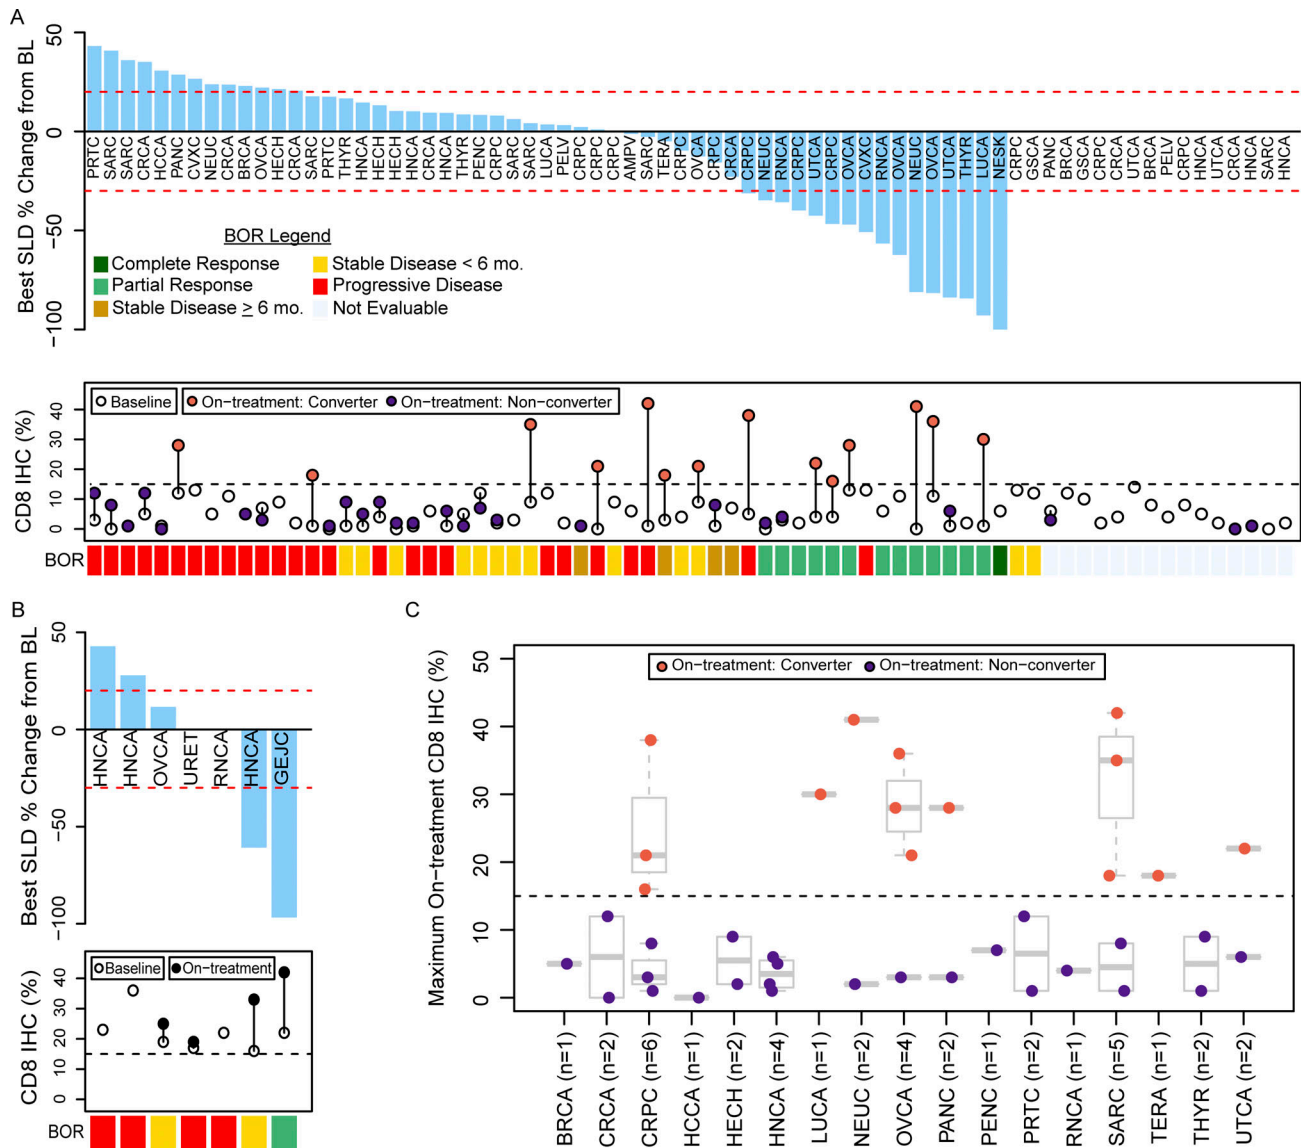 A
Best SLD % Change from BL
50
0
−50
−100
PRTC SARC SARC CRCA HCCA PANC CVXC NEUC CRCA BRCA OVCA HECH CRCA SARC PRTC THYR HNCA HECH HECH HNCA CRCA HNCA THYR PENC CRPC SARC SARC LUCA PELV CRPC CRPC CRPC AMPV SARC TERA CRPC OVCA CRPC CRCA CRPC NEUC RNCA CRPC UTCA CRPC OVCA CVXC RNCA OVCA NEUC OVCA UTCA THYR LUCA NESK CRPC GSCA PANC BRCA GSCA CRPC CRCA UTCA BRCA PELV CRPC HNCA UTCA CRCA HNCA SARC HNCA
BOR Legend
Complete Response
Partial Response
Stable Disease ≥ 6 mo.
Stable Disease < 6 mo.
Progressive Disease
Not Evaluable
CD8 IHC (%)
40
30
20
10
0
Baseline
On-treatment: Converter
On-treatment: Non-converter
BOR
B
Best SLD % Change from BL
50
0
−50
−100
HNCA HNCA OVCA URET RNCA HNCA GEJC
CD8 IHC (%)
40
30
20
10
0
Baseline
On-treatment
BOR
C
Maximum On-treatment CD8 IHC (%)
50
40
30
20
10
0
On-treatment: Converter
On-treatment: Non-converter
BRCA (n=1)
CRCA (n=2)
CRPC (n=6)
HCCA (n=1)
HECH (n=2)
HNCA (n=4)
LUCA (n=1)
NEUC (n=2)
OVCA (n=4)
PANC (n=2)
PENC (n=1)
PRTC (n=2)
RNCA (n=1)
SARC (n=5)
TERA (n=1)
THYR (n=2)
UTCA (n=2)